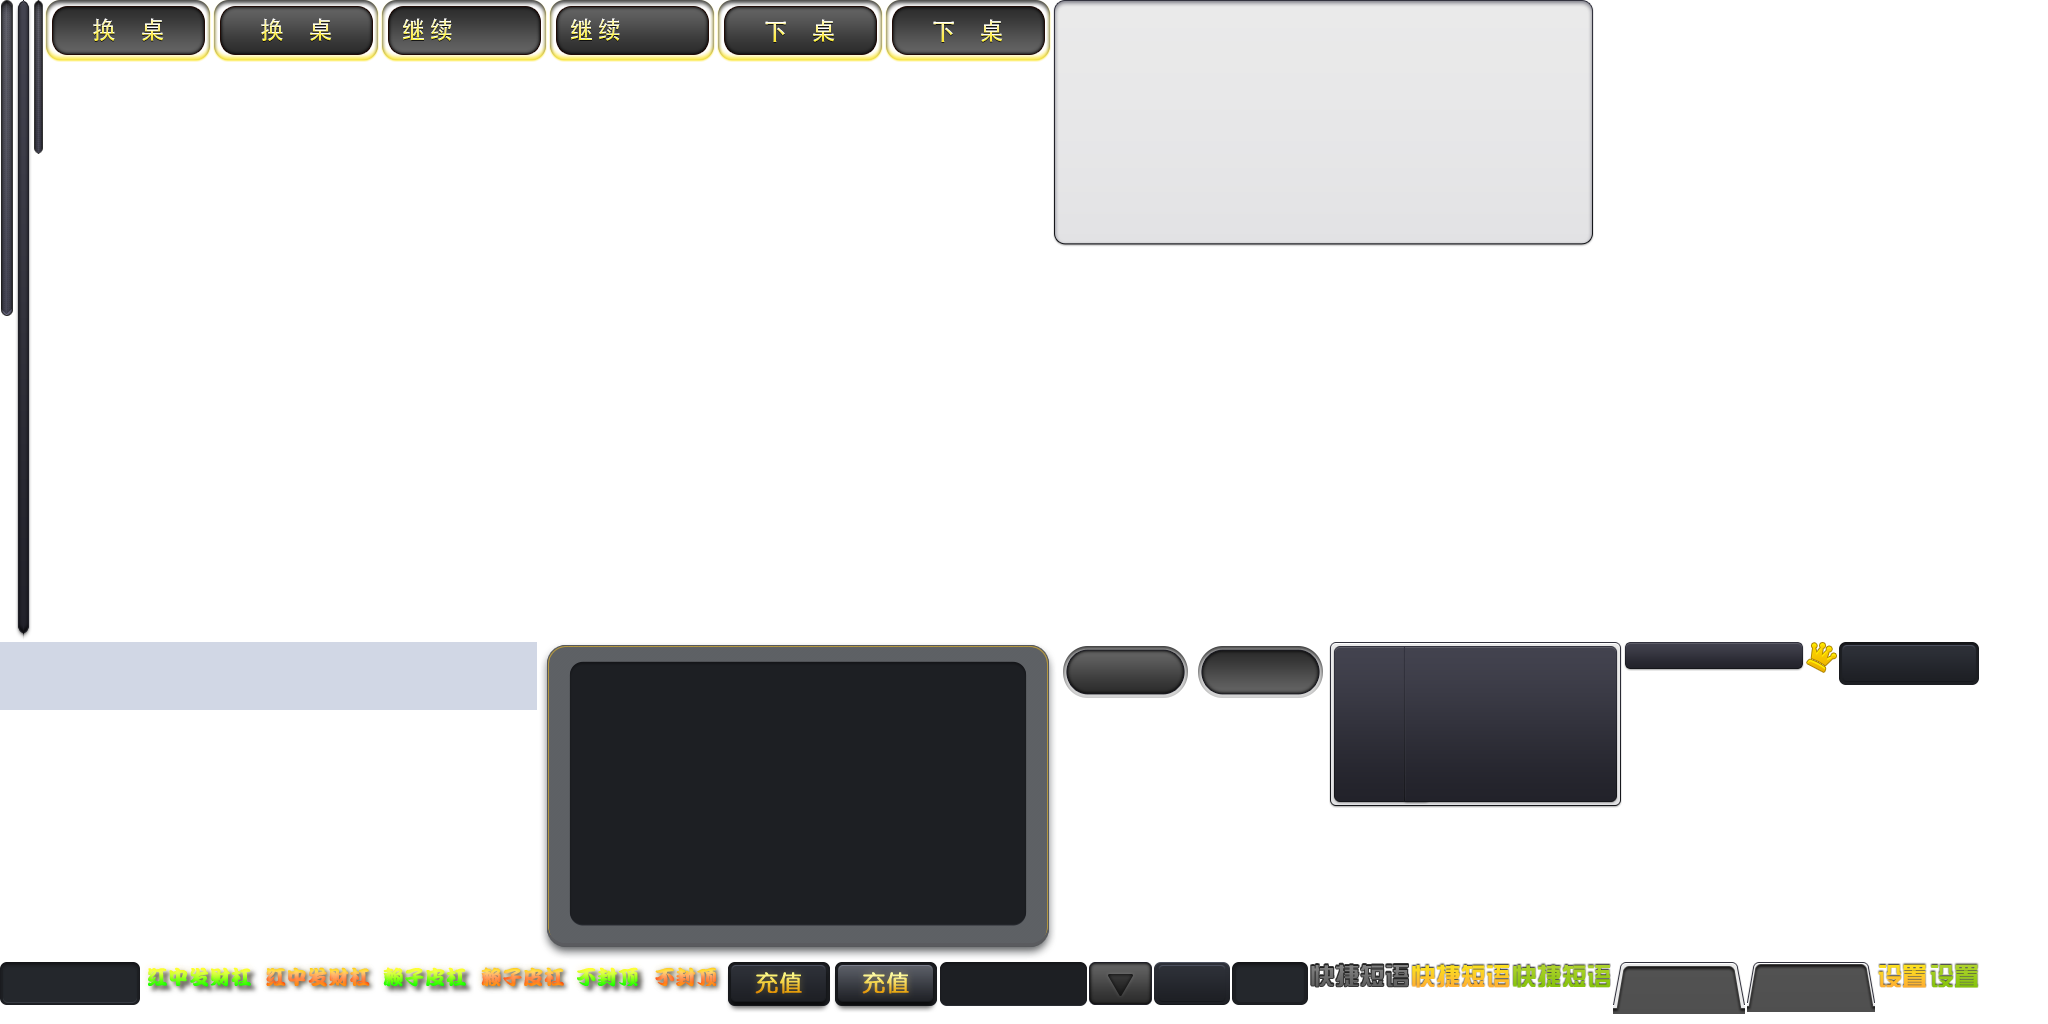 换 桌
换 桌
继续
继续
下 桌
下 桌
红中发财杠
红中发财杠
赖子皮杠
赖子皮杠
不封顶
不封顶
充值
充值
快捷短语
快捷短语
快捷短语
设置
设置